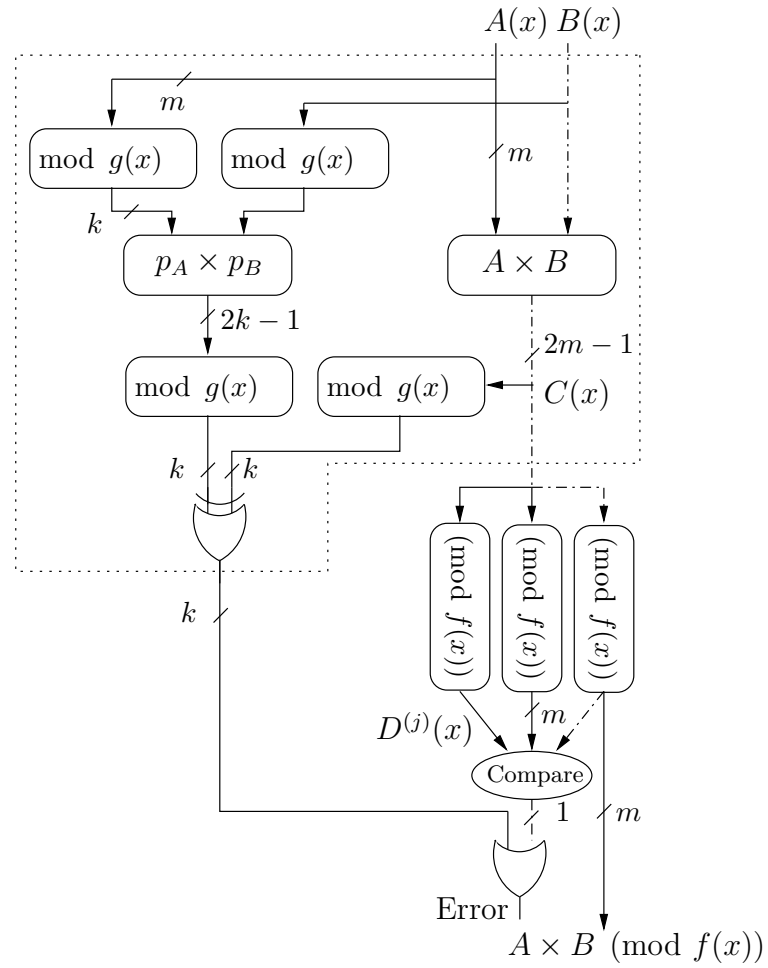 A(x) B(x)
m
mod g(x)
mod g(x)
m
k
p_A × p_B
A × B
2k − 1
2m − 1
mod g(x)
mod g(x)
C(x)
k
k
(mod f(x))
(mod f(x))
(mod f(x))
k
m
D^{(j)}(x)
Compare
1
m
Error
A × B (mod f(x))